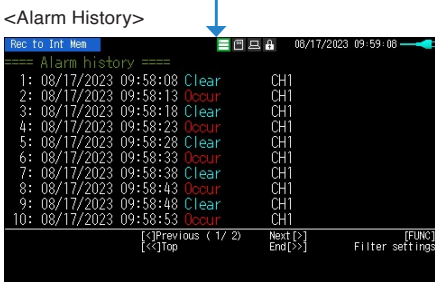 <Alarm History>
Rec to Int Mem 08/17/2023 09:59:08
==== Alarm history ====
1: 08/17/2023 09:58:08 Clear CH1
2: 08/17/2023 09:58:13 Occur CH1
3: 08/17/2023 09:58:18 Clear CH1
4: 08/17/2023 09:58:23 Occur CH1
5: 08/17/2023 09:58:28 Clear CH1
6: 08/17/2023 09:58:33 Occur CH1
7: 08/17/2023 09:58:38 Clear CH1
8: 08/17/2023 09:58:43 Occur CH1
9: 08/17/2023 09:58:48 Clear CH1
10: 08/17/2023 09:58:53 Occur CH1
[<]Previous ( 1/ 2) Next[>] [FUNC]
[<<]Top End[>>] Filter settings